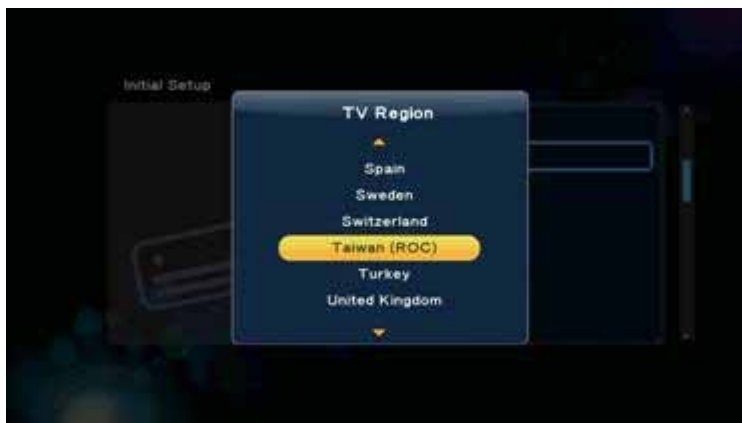 Initial Setup
TV Region
Spain
Sweden
Switzerland
Taiwan (ROC)
Turkey
United Kingdom